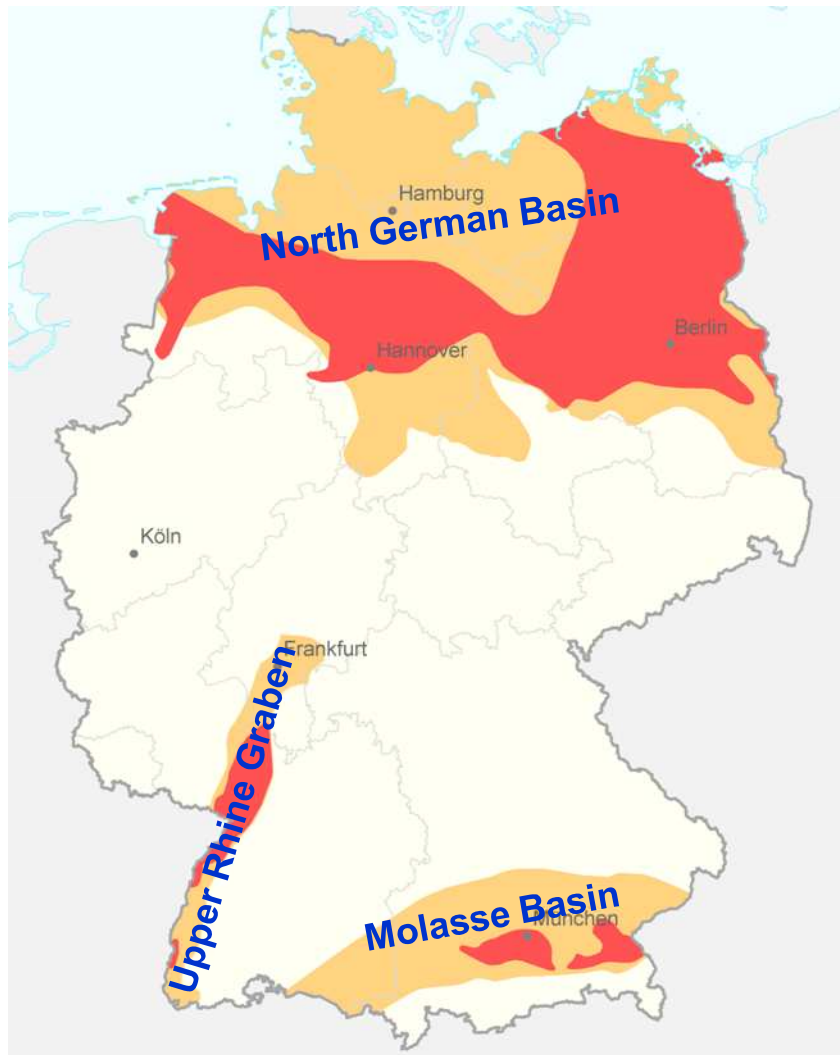 Hamburg
North German Basin
Berlin
Hannover
Köln
Frankfurt
Upper Rhine Graben
Molasse Basin
München